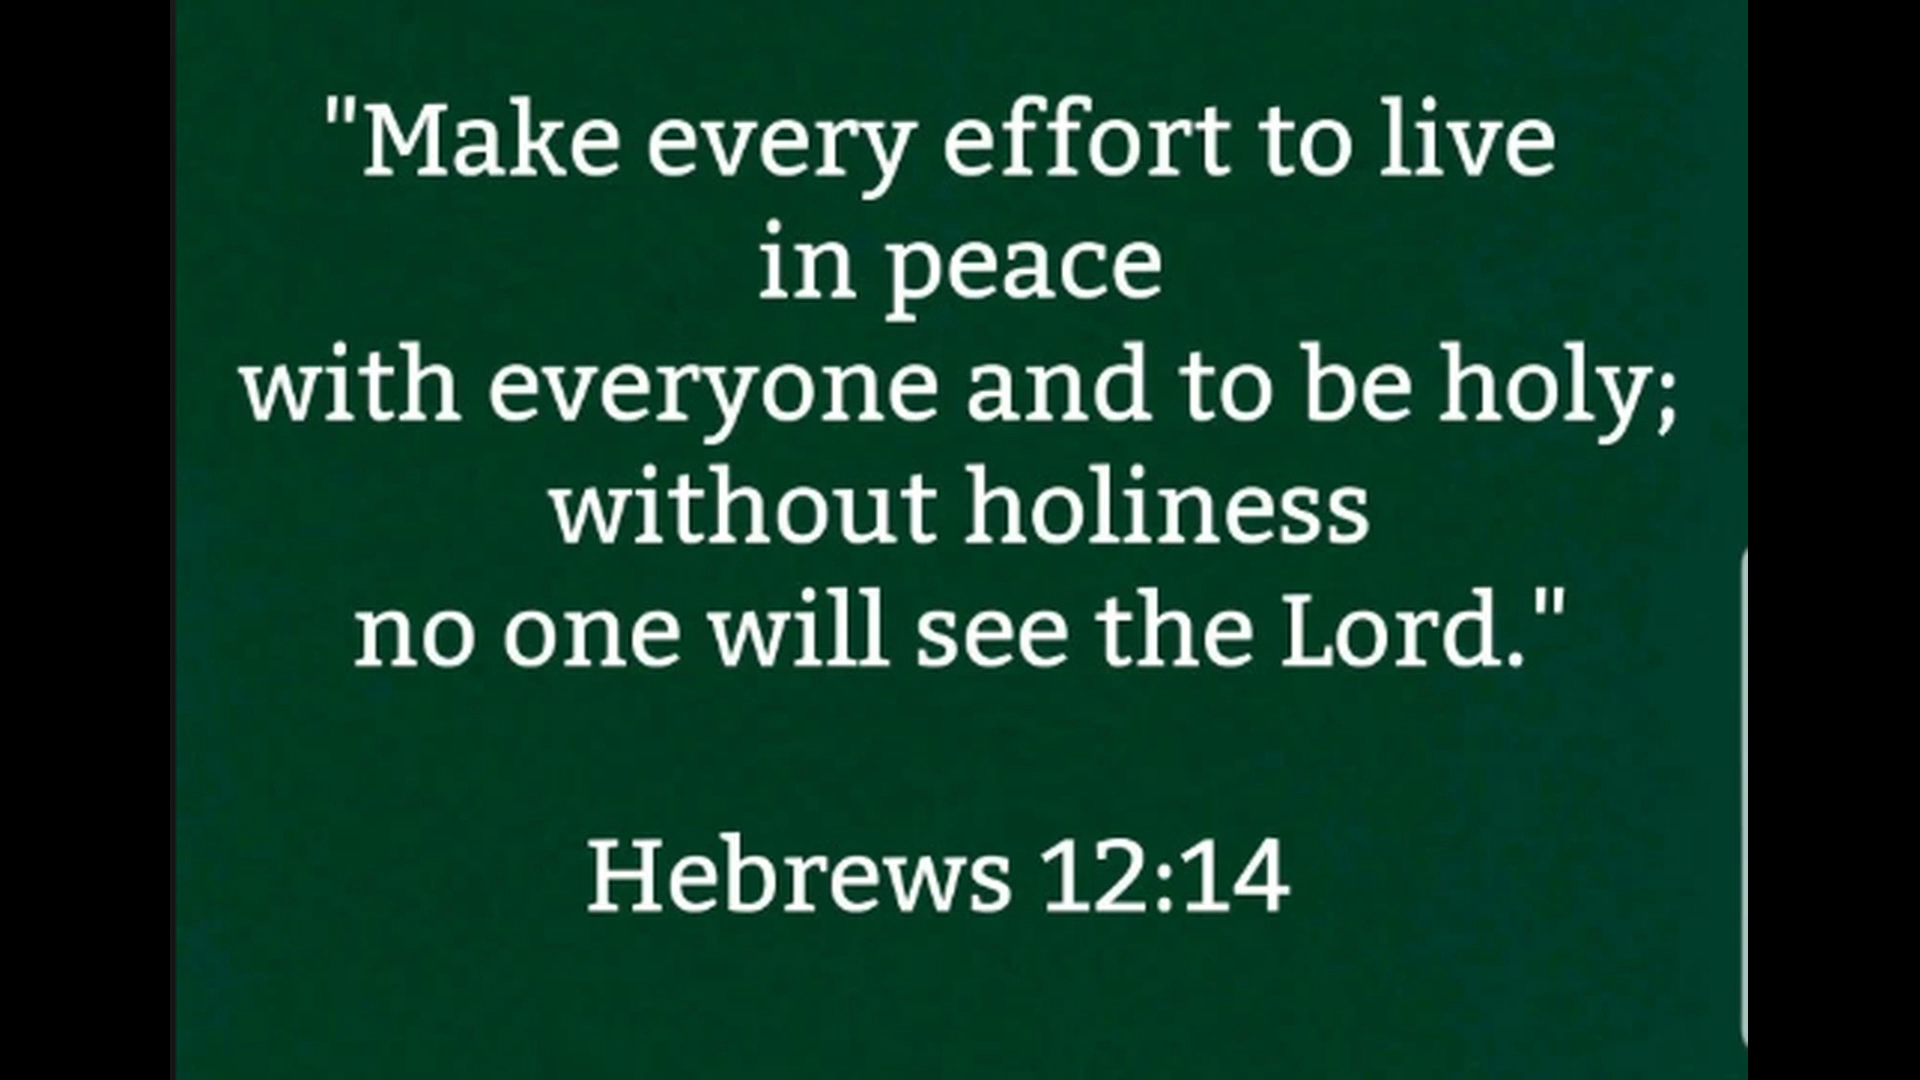 "Make every effort to live
in peace
with everyone and to be holy;
without holiness
no one will see the Lord."
Hebrews 12:14